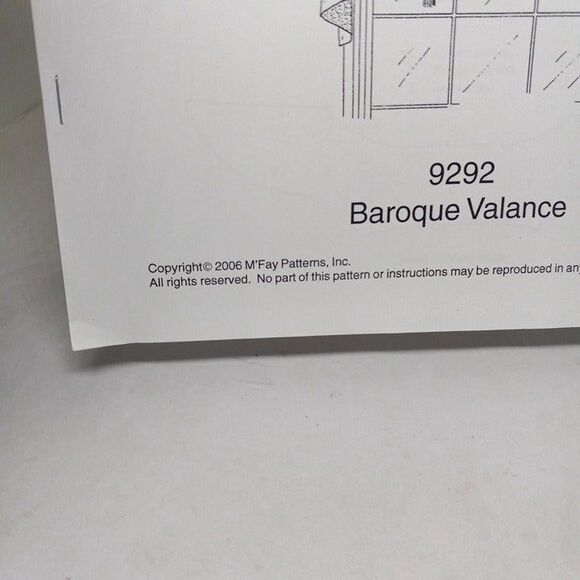 9292
Baroque Valance
Copyright© 2006 M'Fay Patterns, Inc.
All rights reserved. No part of this pattern or instructions may be reproduced in any